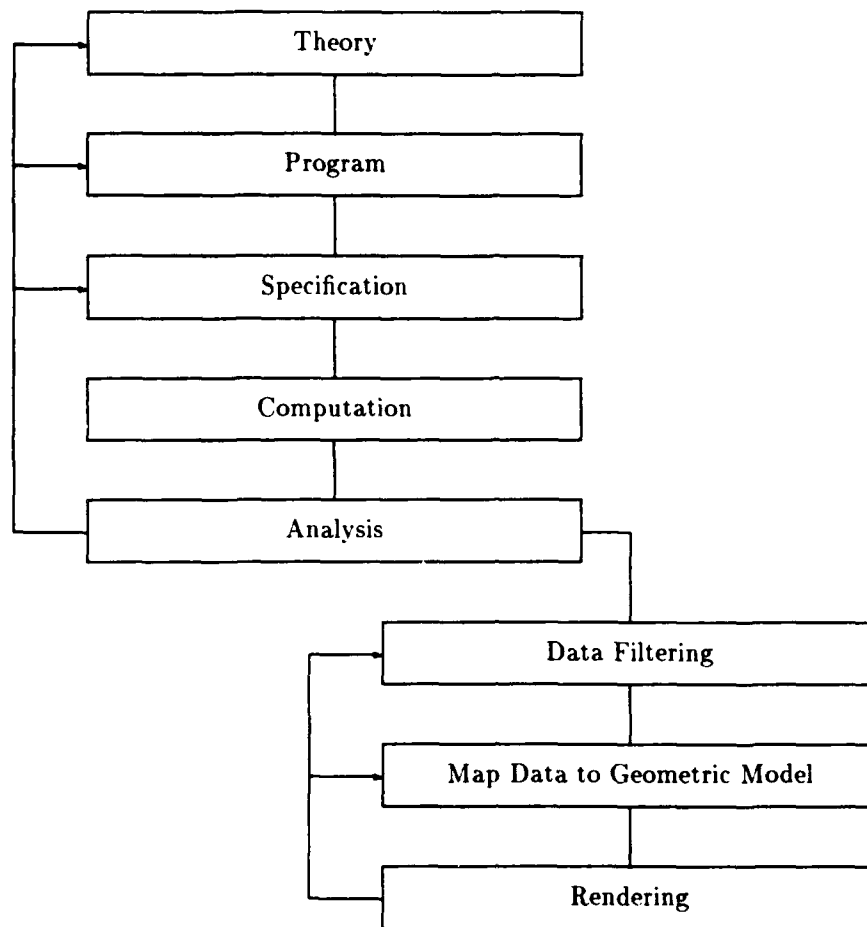 Theory
Program
Specification
Computation
Analysis
Data Filtering
Map Data to Geometric Model
Rendering